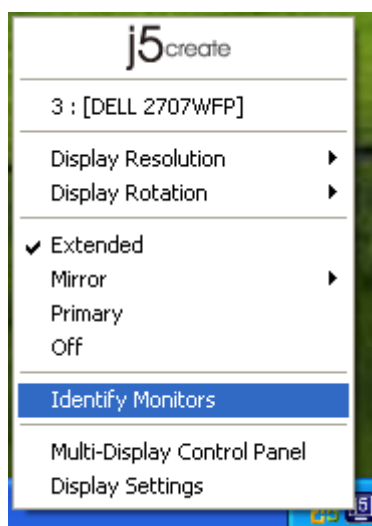 j5create
3 : [DELL 2707WFP]
Display Resolution
Display Rotation
Extended
Mirror
Primary
Off
Identify Monitors
Multi-Display Control Panel
Display Settings